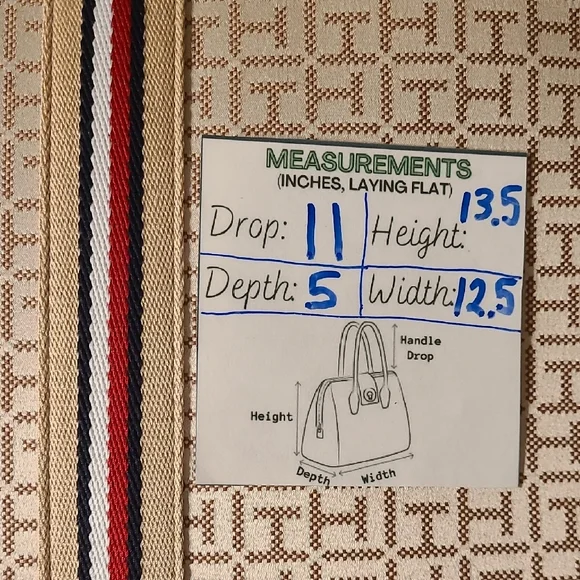 MEASUREMENTS
(INCHES, LAYING FLAT)
Drop: 11 Height: 13.5
Depth: 5 Width: 12.5
Handle
Drop
Height
Depth Width